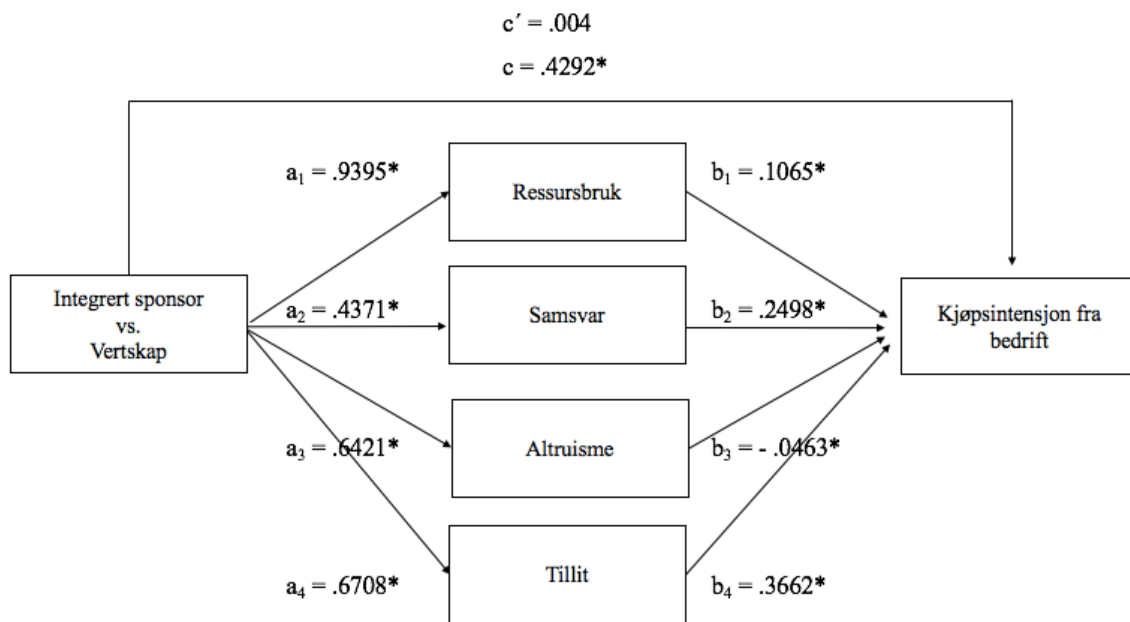 c´ = .004
c = .4292*
a₁ = .9395*
Ressursbruk
b₁ = .1065*
Integrert sponsor
vs.
Vertskap
a₂ = .4371*
Samsvar
b₂ = .2498*
Kjøpsintensjon fra
bedrift
a₃ = .6421*
Altruisme
b₃ = - .0463*
a₄ = .6708*
Tillit
b₄ = .3662*